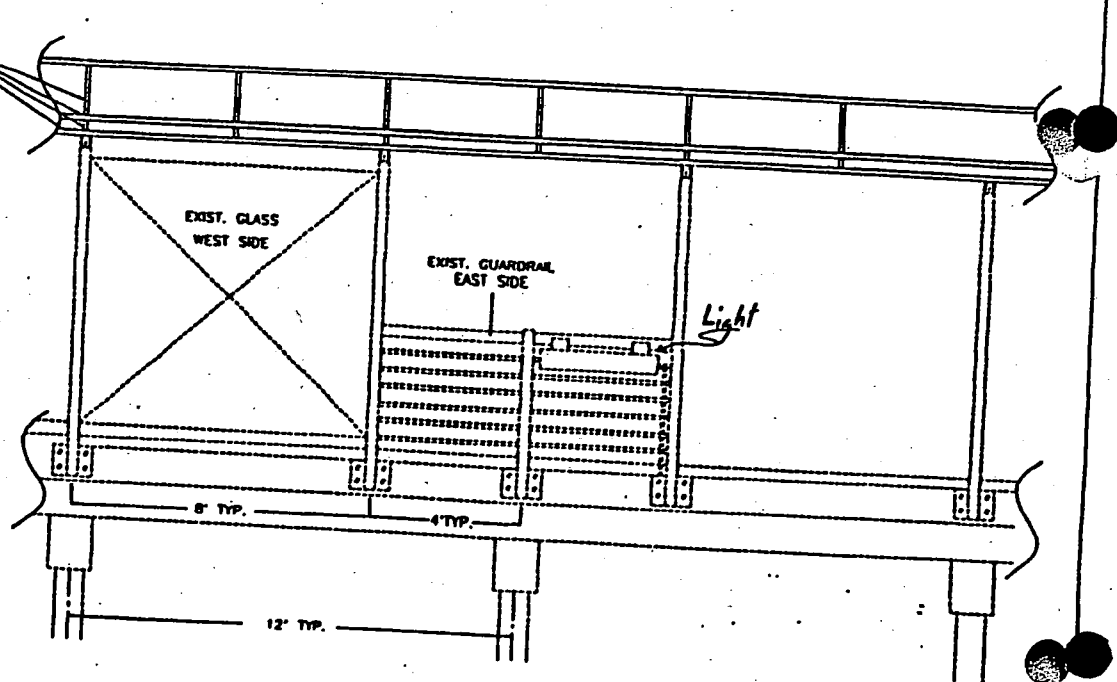 EXIST. GLASS
WEST SIDE
EXIST. GUARDRAIL
EAST SIDE
Light
8' TYP.
4'TYP.
12' TYP.